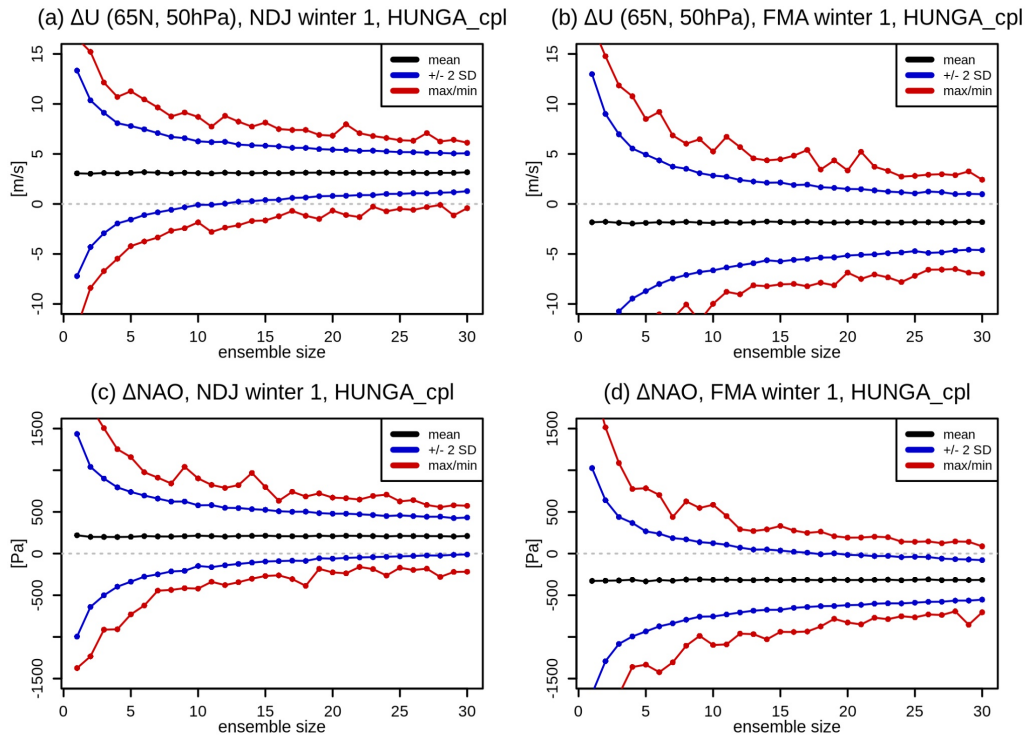 (a) ΔU (65N, 50hPa), NDJ winter 1, HUNGA_cpl
15
10
5
0
-5
-10
[m/s]
mean
+/- 2 SD
max/min
0 5 10 15 20 25 30
ensemble size
(b) ΔU (65N, 50hPa), FMA winter 1, HUNGA_cpl
15
10
5
0
-5
-10
[m/s]
mean
+/- 2 SD
max/min
0 5 10 15 20 25 30
ensemble size
(c) ΔNAO, NDJ winter 1, HUNGA_cpl
1500
500
0
-500
-1500
[Pa]
mean
+/- 2 SD
max/min
0 5 10 15 20 25 30
ensemble size
(d) ΔNAO, FMA winter 1, HUNGA_cpl
1500
500
0
-500
-1500
[Pa]
mean
+/- 2 SD
max/min
0 5 10 15 20 25 30
ensemble size